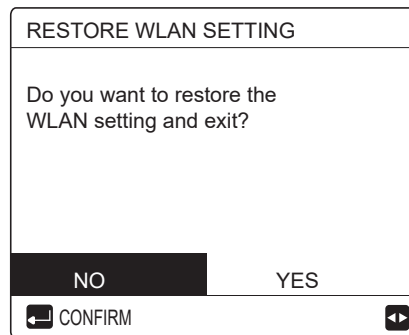 RESTORE WLAN SETTING
Do you want to restore the
WLAN setting and exit?
NO YES
CONFIRM